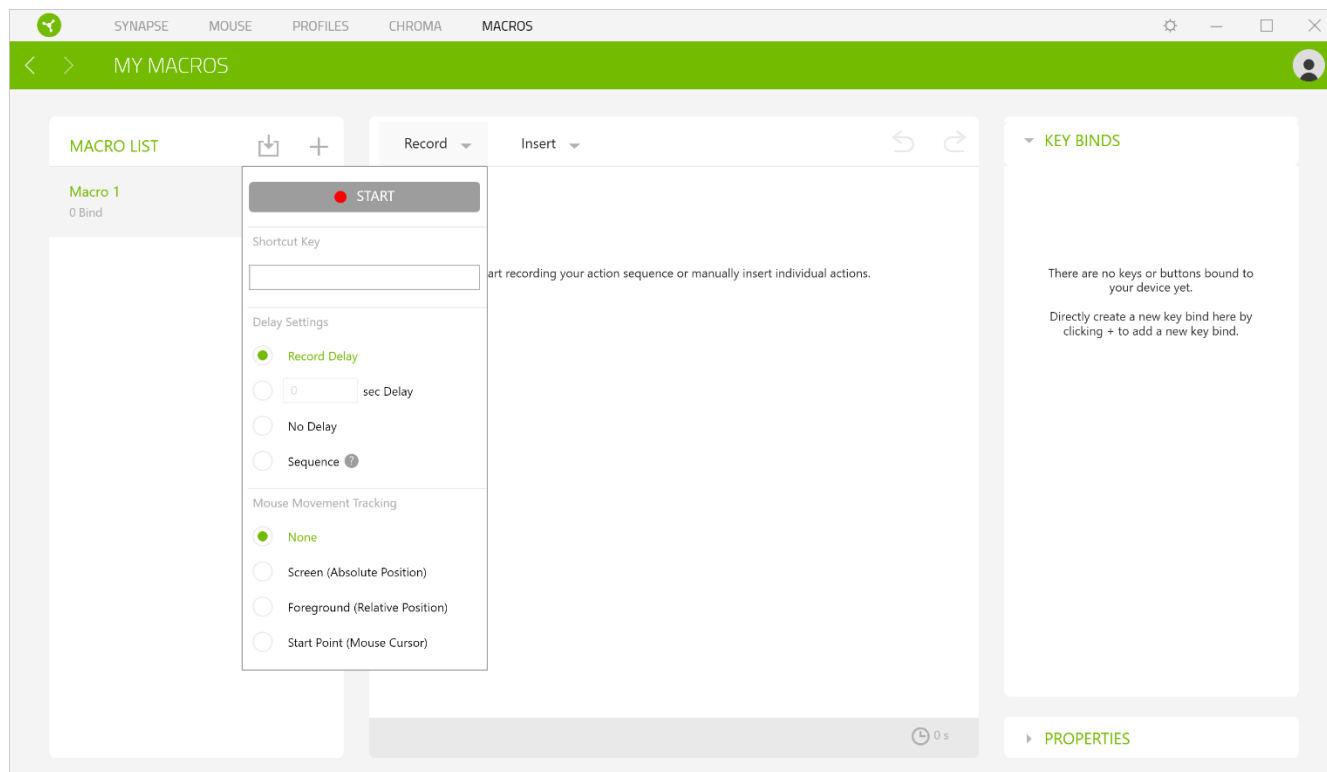 SYNAPSE MOUSE PROFILES CHROMA MACROS
MY MACROS
MACRO LIST
Macro 1
0 Bind
Record Insert
START
Shortcut Key
art recording your action sequence or manually insert individual actions.
Delay Settings
Record Delay
0 sec Delay
No Delay
Sequence ?
Mouse Movement Tracking
None
Screen (Absolute Position)
Foreground (Relative Position)
Start Point (Mouse Cursor)
0 s
KEY BINDS
There are no keys or buttons bound to
your device yet.
Directly create a new key bind here by
clicking + to add a new key bind.
PROPERTIES